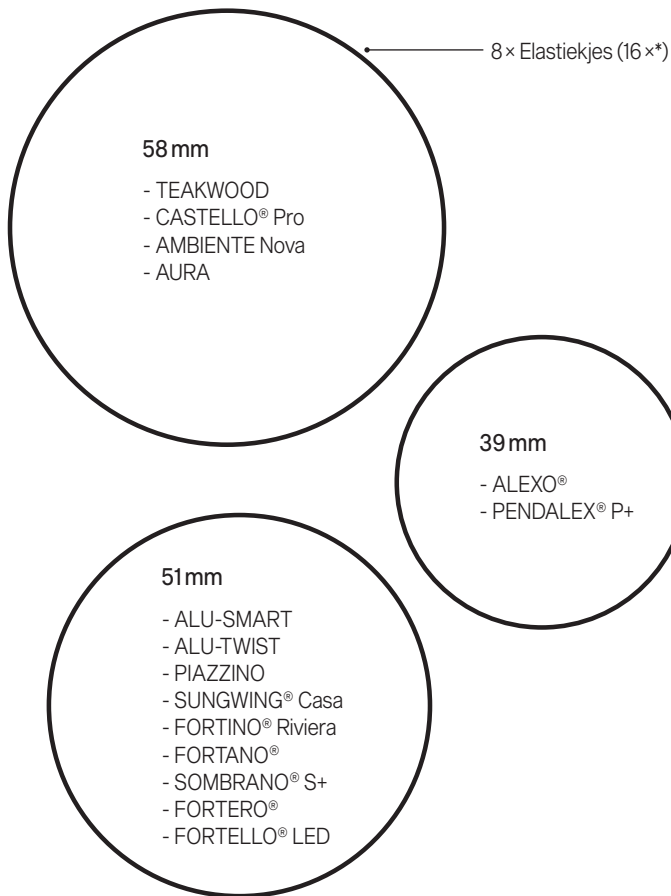 8 × Elastiekjes (16 ×*)
58 mm
- TEAKWOOD
- CASTELLO® Pro
- AMBIENTE Nova
- AURA
39 mm
- ALEXO®
- PENDALEX® P+
51 mm
- ALU-SMART
- ALU-TWIST
- PIAZZINO
- SUNGWING® Casa
- FORTINO® Riviera
- FORTANO®
- SOMBRANO® S+
- FORTERO®
- FORTELLO® LED